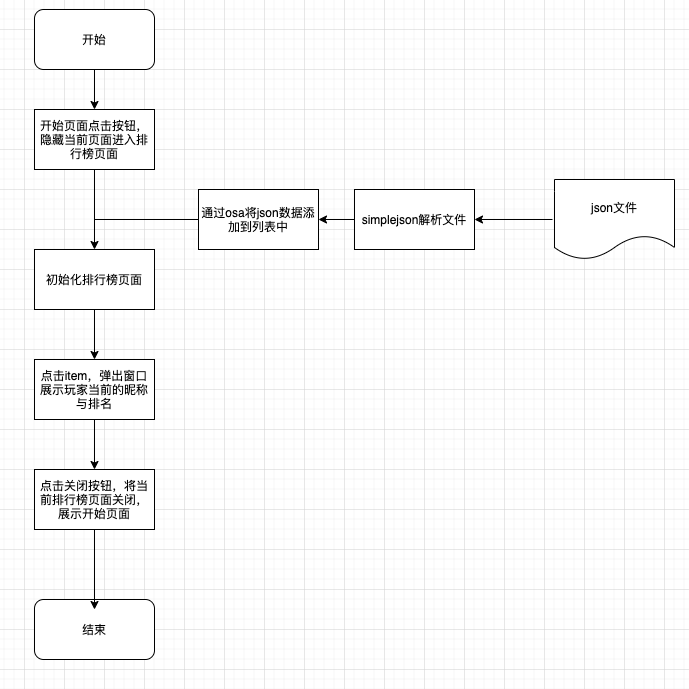 开始
开始页面点击按钮，
隐藏当前页面进入排
行榜页面
通过osa将json数据添
加到列表中
simplejson解析文件
json文件
初始化排行榜页面
点击item，弹出窗口
展示玩家当前的昵称
与排名
点击关闭按钮，将当
前排行榜页面关闭，
展示开始页面
结束